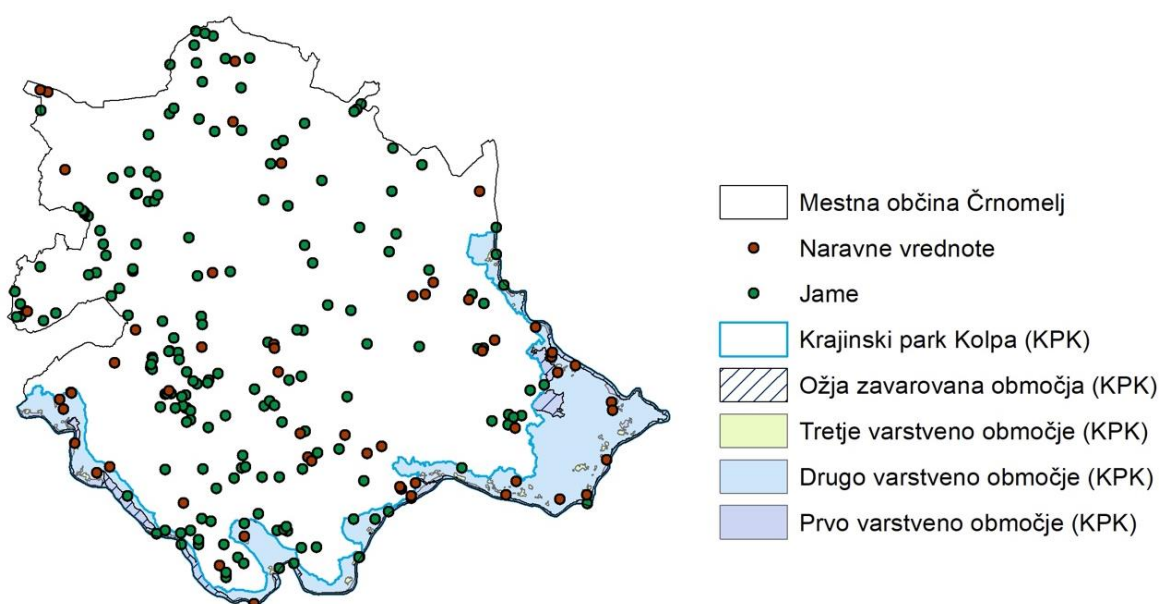 Mestna občina Črnomelj
Naravne vrednote
Jame
Krajinski park Kolpa (KPK)
Ožja zavarovana območja (KPK)
Tretje varstveno območje (KPK)
Drugo varstveno območje (KPK)
Prvo varstveno območje (KPK)